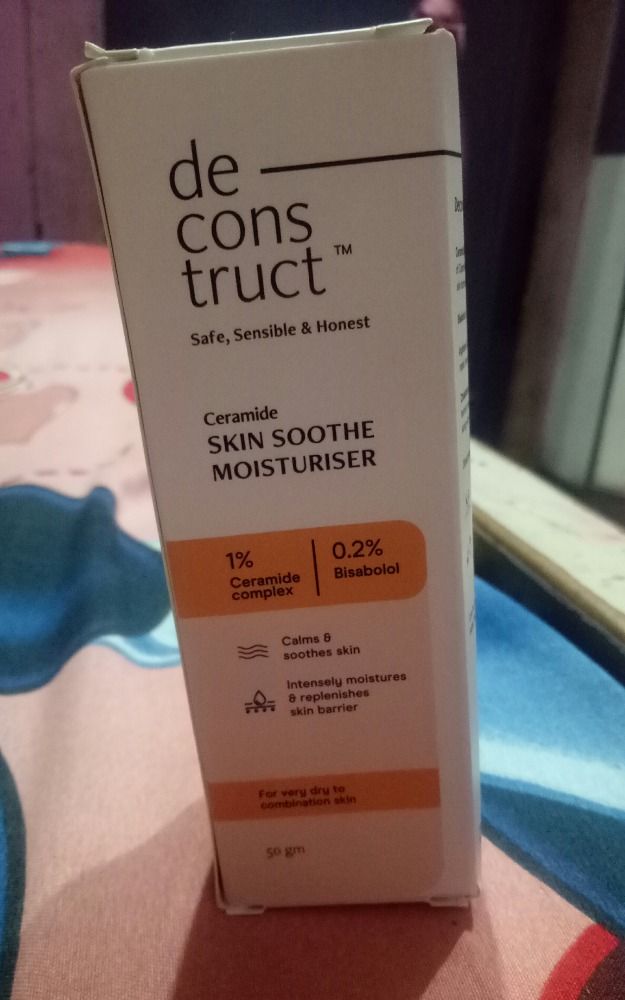 de
cons
truct™
Safe, Sensible & Honest
Ceramide
SKIN SOOTHE
MOISTURISER
1%
Ceramide
complex
0.2%
Bisabolol
Calms &
soothes skin
Intensely moistures
& replenishes
skin barrier
For very dry to
combination skin
50 gm